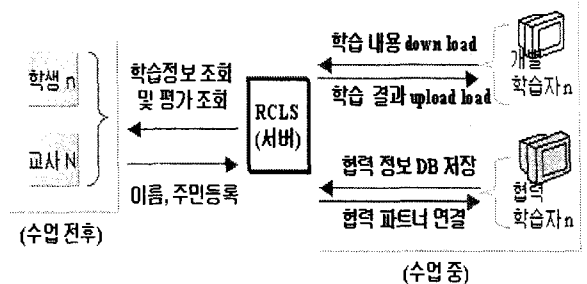 학생 n
교사 N
(수업 전후)
학습정보 조회
및 평가 조회
이름, 주민등록
RCLS
(서버)
학습 내용 down load
학습 결과 upload load
협력 정보 DB 저장
협력 파트너 연결
개별
학습자 n
협력
학습자 n
(수업 중)